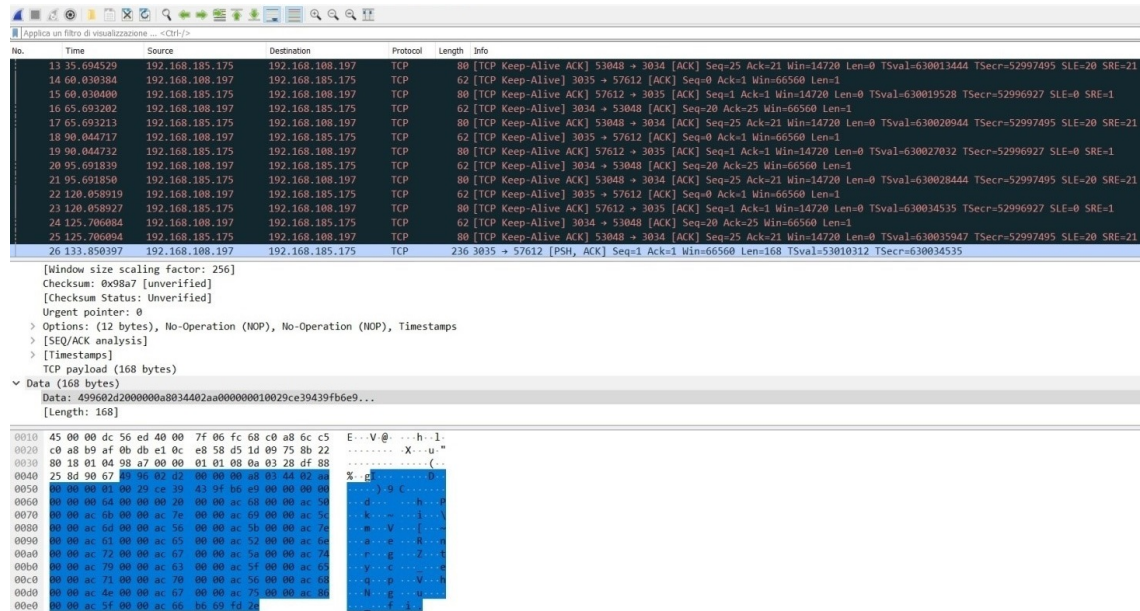 Applica un filtro di visualizzazione ... <Ctrl-/>
No. Time Source Destination Protocol Length Info
13 35.694529 192.168.185.175 192.168.108.197 TCP 80 [TCP Keep-Alive ACK] 53048 → 3034 [ACK] Seq=25 Ack=21 Win=14720 Len=0 TSval=630013444 TSecr=52997495 SLE=20 SRE=21
14 60.030384 192.168.108.197 192.168.185.175 TCP 62 [TCP Keep-Alive] 3035 → 57612 [ACK] Seq=0 Ack=1 Win=66560 Len=1
15 60.030400 192.168.185.175 192.168.108.197 TCP 80 [TCP Keep-Alive ACK] 57612 → 3035 [ACK] Seq=1 Ack=1 Win=14720 Len=0 TSval=630019528 TSecr=52996927 SLE=0 SRE=1
16 65.693202 192.168.108.197 192.168.185.175 TCP 62 [TCP Keep-Alive] 3034 → 53048 [ACK] Seq=20 Ack=25 Win=66560 Len=1
17 65.693213 192.168.185.175 192.168.108.197 TCP 80 [TCP Keep-Alive ACK] 53048 → 3034 [ACK] Seq=25 Ack=21 Win=14720 Len=0 TSval=630020944 TSecr=52997495 SLE=20 SRE=21
18 90.044717 192.168.108.197 192.168.185.175 TCP 62 [TCP Keep-Alive] 3035 → 57612 [ACK] Seq=0 Ack=1 Win=66560 Len=1
19 90.044732 192.168.185.175 192.168.108.197 TCP 80 [TCP Keep-Alive ACK] 57612 → 3035 [ACK] Seq=1 Ack=1 Win=14720 Len=0 TSval=630027032 TSecr=52996927 SLE=0 SRE=1
20 95.691839 192.168.108.197 192.168.185.175 TCP 62 [TCP Keep-Alive] 3034 → 53048 [ACK] Seq=20 Ack=25 Win=66560 Len=1
21 95.691850 192.168.185.175 192.168.108.197 TCP 80 [TCP Keep-Alive ACK] 53048 → 3034 [ACK] Seq=25 Ack=21 Win=14720 Len=0 TSval=630028444 TSecr=52997495 SLE=20 SRE=21
22 120.058919 192.168.108.197 192.168.185.175 TCP 62 [TCP Keep-Alive] 3035 → 57612 [ACK] Seq=0 Ack=1 Win=66560 Len=1
23 120.058927 192.168.185.175 192.168.108.197 TCP 80 [TCP Keep-Alive ACK] 57612 → 3035 [ACK] Seq=1 Ack=1 Win=14720 Len=0 TSval=630034535 TSecr=52996927 SLE=0 SRE=1
24 125.706084 192.168.108.197 192.168.185.175 TCP 62 [TCP Keep-Alive] 3034 → 53048 [ACK] Seq=20 Ack=25 Win=66560 Len=1
25 125.706094 192.168.185.175 192.168.108.197 TCP 80 [TCP Keep-Alive ACK] 53048 → 3034 [ACK] Seq=25 Ack=21 Win=14720 Len=0 TSval=630035947 TSecr=52997495 SLE=20 SRE=21
26 133.850397 192.168.108.197 192.168.185.175 TCP 236 3035 → 57612 [PSH, ACK] Seq=1 Ack=1 Win=66560 Len=168 TSval=53010312 TSecr=630034535
[Window size scaling factor: 256]
Checksum: 0x98a7 [unverified]
[Checksum Status: Unverified]
Urgent pointer: 0
> Options: (12 bytes), No-Operation (NOP), No-Operation (NOP), Timestamps
> [SEQ/ACK analysis]
> [Timestamps]
TCP payload (168 bytes)
Data (168 bytes)
Data: 499602d2000000a8034402aa000000010029ce39439fb6e9...
[Length: 168]
0010 45 00 00 dc 56 ed 40 00 7f 06 fc 68 c0 a8 6c c5 E···V·@· ···h··l·
0020 c0 a8 b9 af 0b db e1 0c e8 58 d5 1d 09 75 8b 22 ········ ·X···u·"
0030 80 18 01 04 98 a7 00 00 01 01 08 0a 03 28 df 88 ········ ·····(··
0040 25 8d 90 67 49 96 02 d2 00 00 00 a8 03 44 02 aa %··gI··· ·····D··
0050 00 00 00 01 00 29 ce 39 43 9f b6 e9 00 00 00 00 ·····)·9 C·······
0060 00 00 00 64 00 00 00 20 00 00 ac 68 00 00 ac 50 ···d··· ···h···P
0070 00 00 ac 6b 00 00 ac 7e 00 00 ac 69 00 00 ac 5c ···k···~ ···i···\
0080 00 00 ac 6d 00 00 ac 56 00 00 ac 5b 00 00 ac 7e ···m···V ···[···~
0090 00 00 ac 61 00 00 ac 65 00 00 ac 52 00 00 ac 6e ···a···e ···R···n
00a0 00 00 ac 72 00 00 ac 67 00 00 ac 5a 00 00 ac 74 ···r···g ···Z···t
00b0 00 00 ac 79 00 00 ac 63 00 00 ac 5f 00 00 ac 65 ···y···c ···_···e
00c0 00 00 ac 71 00 00 ac 70 00 00 ac 56 00 00 ac 68 ···q···p ···V···h
00d0 00 00 ac 4e 00 00 ac 67 00 00 ac 75 00 00 ac 86 ···N···g ···u····
00e0 00 00 ac 5f 00 00 ac 66 b6 69 fd 2e ···_···f ·i·.